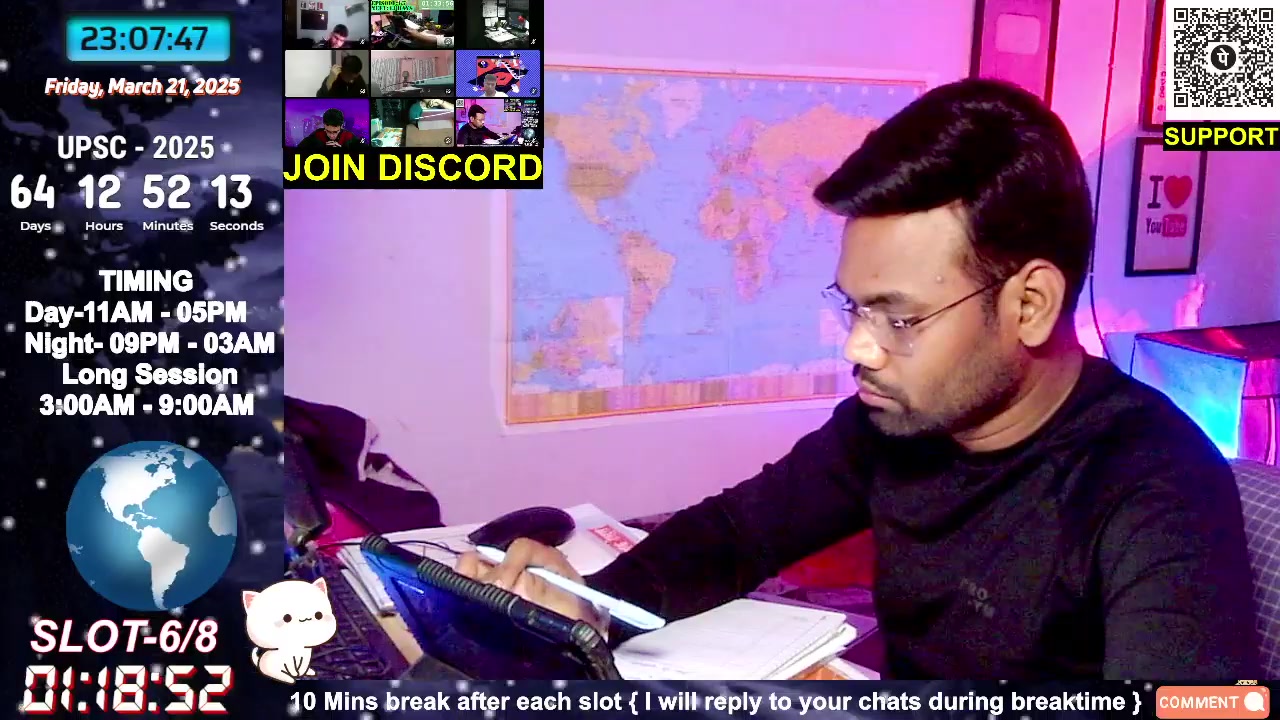 23:07:47
Friday, March 21, 2025
UPSC - 2025
64 12 52 13
Days Hours Minutes Seconds
TIMING
Day-11AM - 05PM
Night- 09PM - 03AM
Long Session
3:00AM - 9:00AM
SLOT-6/8
01:18:52
JOIN DISCORD
SUPPORT
I
YouTube
10 Mins break after each slot { I will reply to your chats during breaktime }
COMMENT